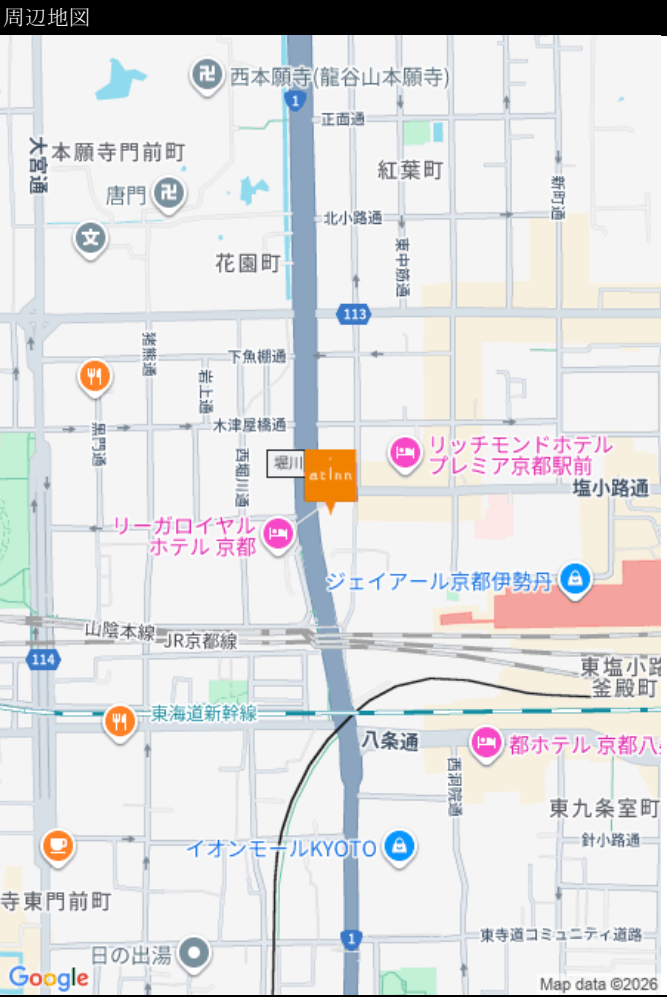 周辺地図
西本願寺(龍谷山本願寺)
1
正面通
大宮通
本願寺門前町
紅葉町
唐門
新町通
北小路通
東中筋通
花園町
113
猪熊通
下魚棚通
岩上通
木津屋橋通
黒門通
西堀川通
リッチモンドホテル
プレミア京都駅前
堀川
at Inn
塩小路通
リーガロイヤル
ホテル 京都
ジェイアール京都伊勢丹
山陰本線
JR京都線
114
東塩小路
釜殿町
東海道新幹線
八条通
都ホテル 京都八
西洞院通
東九条室町
針小路通
イオンモールKYOTO
寺東門前町
1
東寺道コミュニティ道路
日の出湯
Google
Map data ©2026